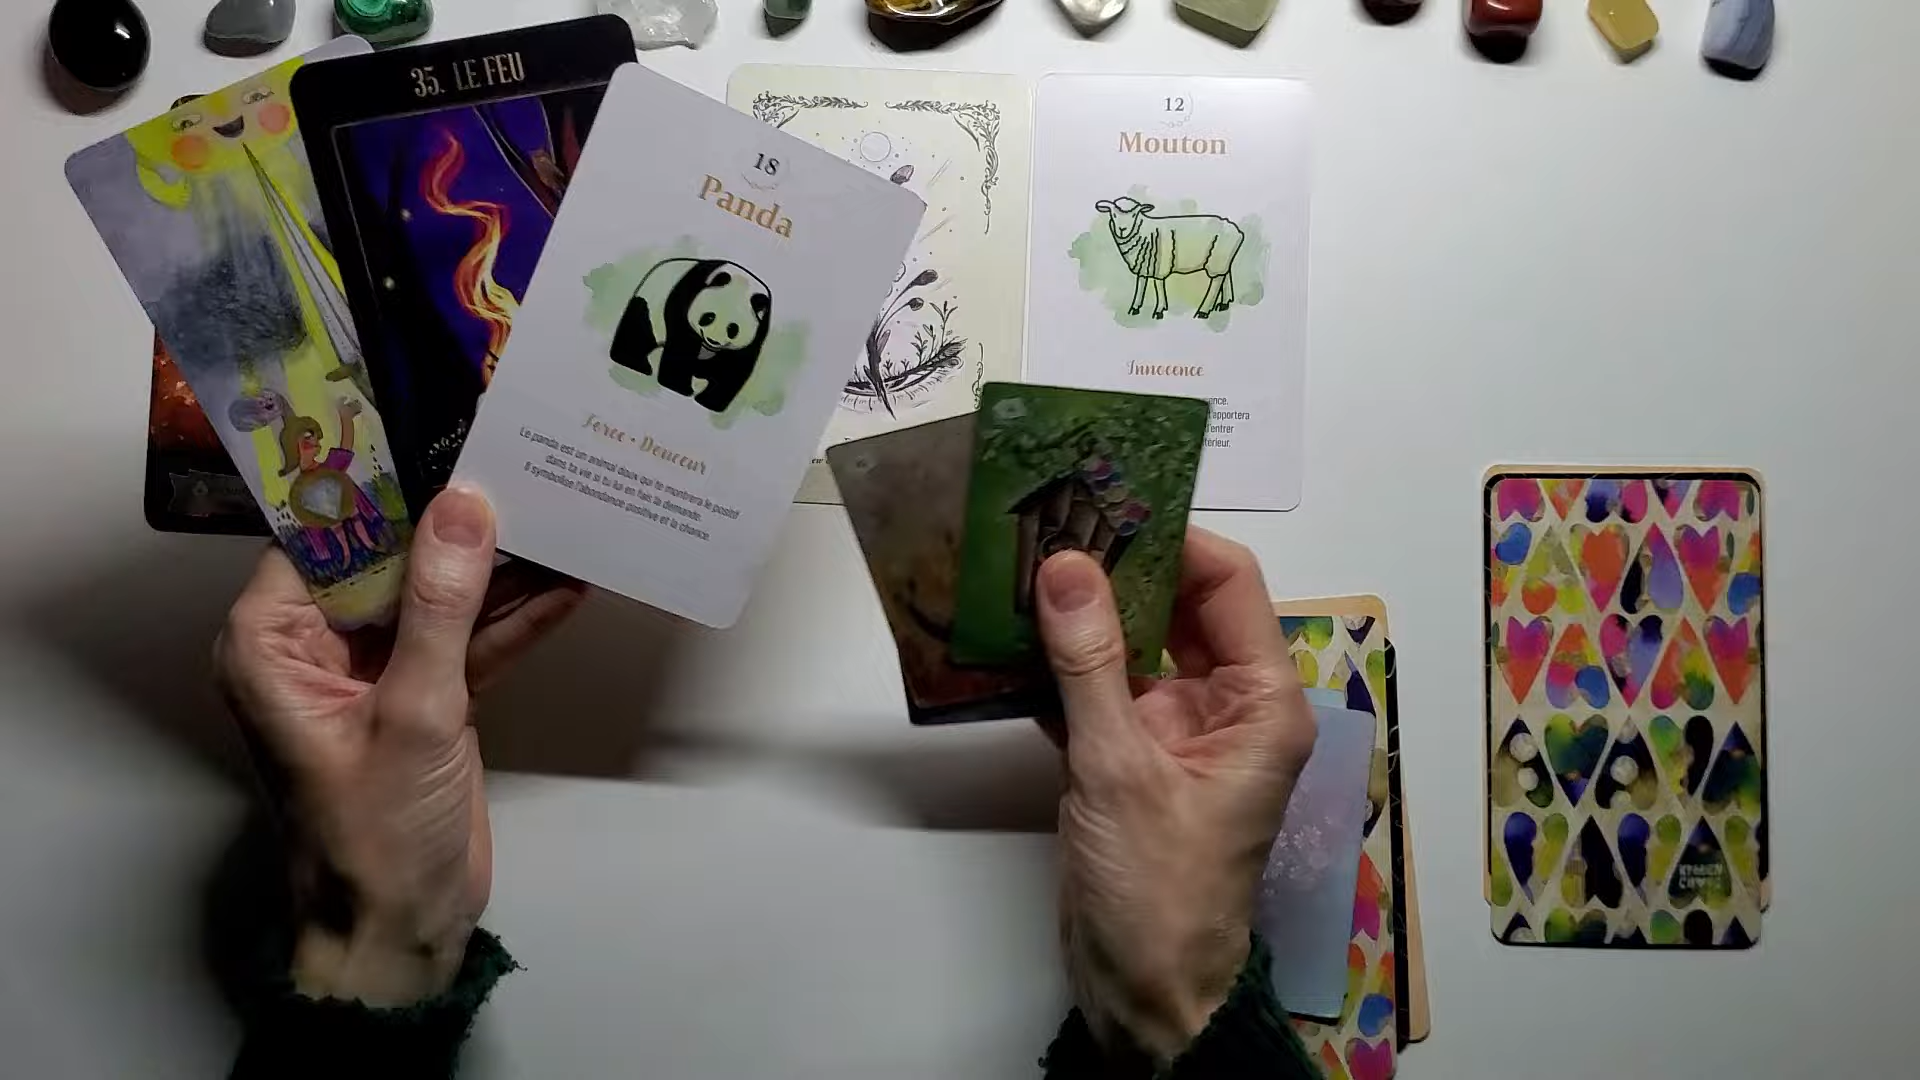 35. LE FEU
18
Panda
Force • Douceur
Le panda est un animal doux qui te montrera le positif
dans ta vie si tu lui en fais la demande.
Il symbolise l'abondance positive et la chance.
12
Mouton
Innocence
apportera
d'entrer